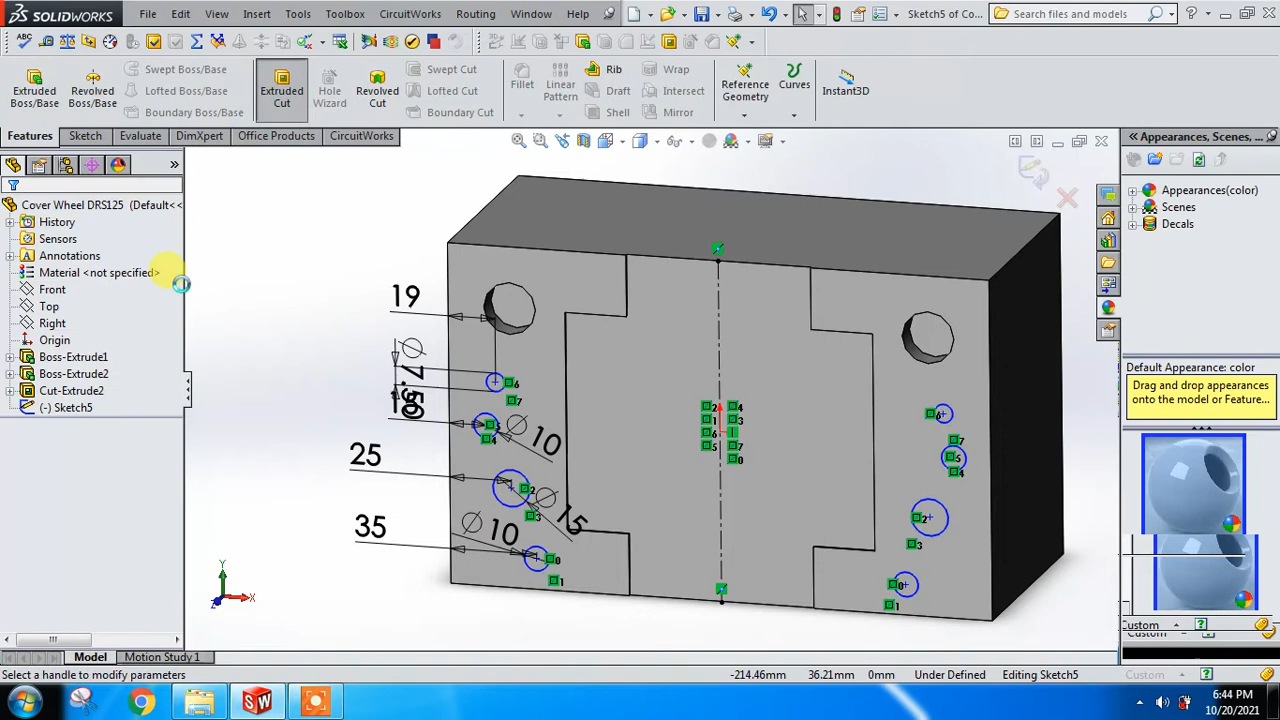 SOLIDWORKS File Edit View Insert Tools Toolbox CircuitWorks Routing Window Help Sketch5 of Co... Search files and models
Extruded Boss/Base
Revolved Boss/Base
Swept Boss/Base
Lofted Boss/Base
Boundary Boss/Base
Extruded Cut
Hole Wizard
Revolved Cut
Swept Cut
Lofted Cut
Boundary Cut
Fillet
Linear Pattern
Rib
Draft
Shell
Wrap
Intersect
Mirror
Reference Geometry
Curves
Instant3D
Features Sketch Evaluate DimXpert Office Products CircuitWorks
Appearances, Scenes, ...
Cover Wheel DRS125 (Default<<
History
Sensors
Annotations
Material <not specified>
Front
Top
Right
Origin
Boss-Extrude1
Boss-Extrude2
Cut-Extrude2
(-) Sketch5
19
∅ 10
25
∅ 15
35
∅ 10
Y
X
Z
Appearances(color)
Scenes
Decals
Default Appearance: color
Drag and drop appearances
onto the model or Feature...
Custom
Model Motion Study 1
Select a handle to modify parameters -214.46mm 36.21mm 0mm Under Defined Editing Sketch5 Custom
6:44 PM
10/20/2021